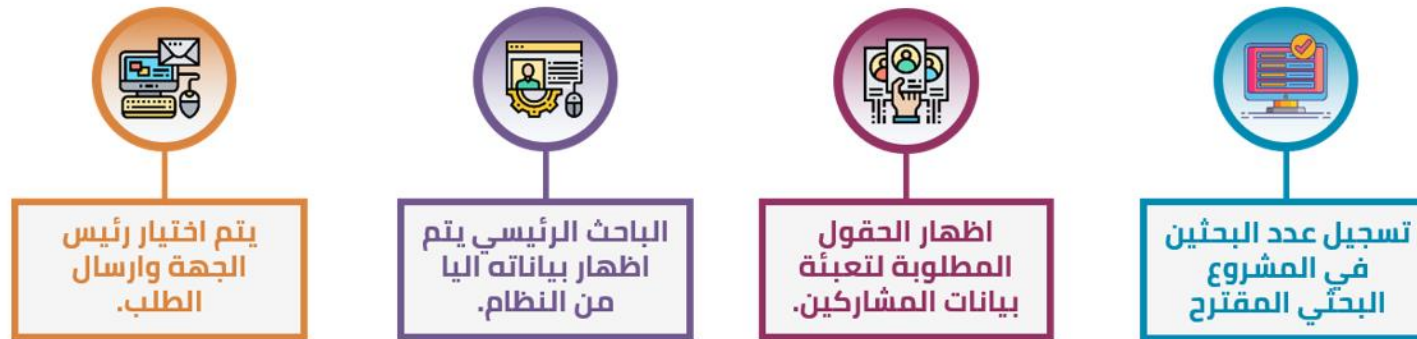 تسجيل عدد البحثين
في المشروع
البحثي المقترح
اظهار الحقول
المطلوبة لتعبئة
بيانات المشاركين.
الباحث الرئيسي يتم
اظهار بياناته اليا
من النظام.
يتم اختيار رئيس
الجهة وارسال
الطلب.